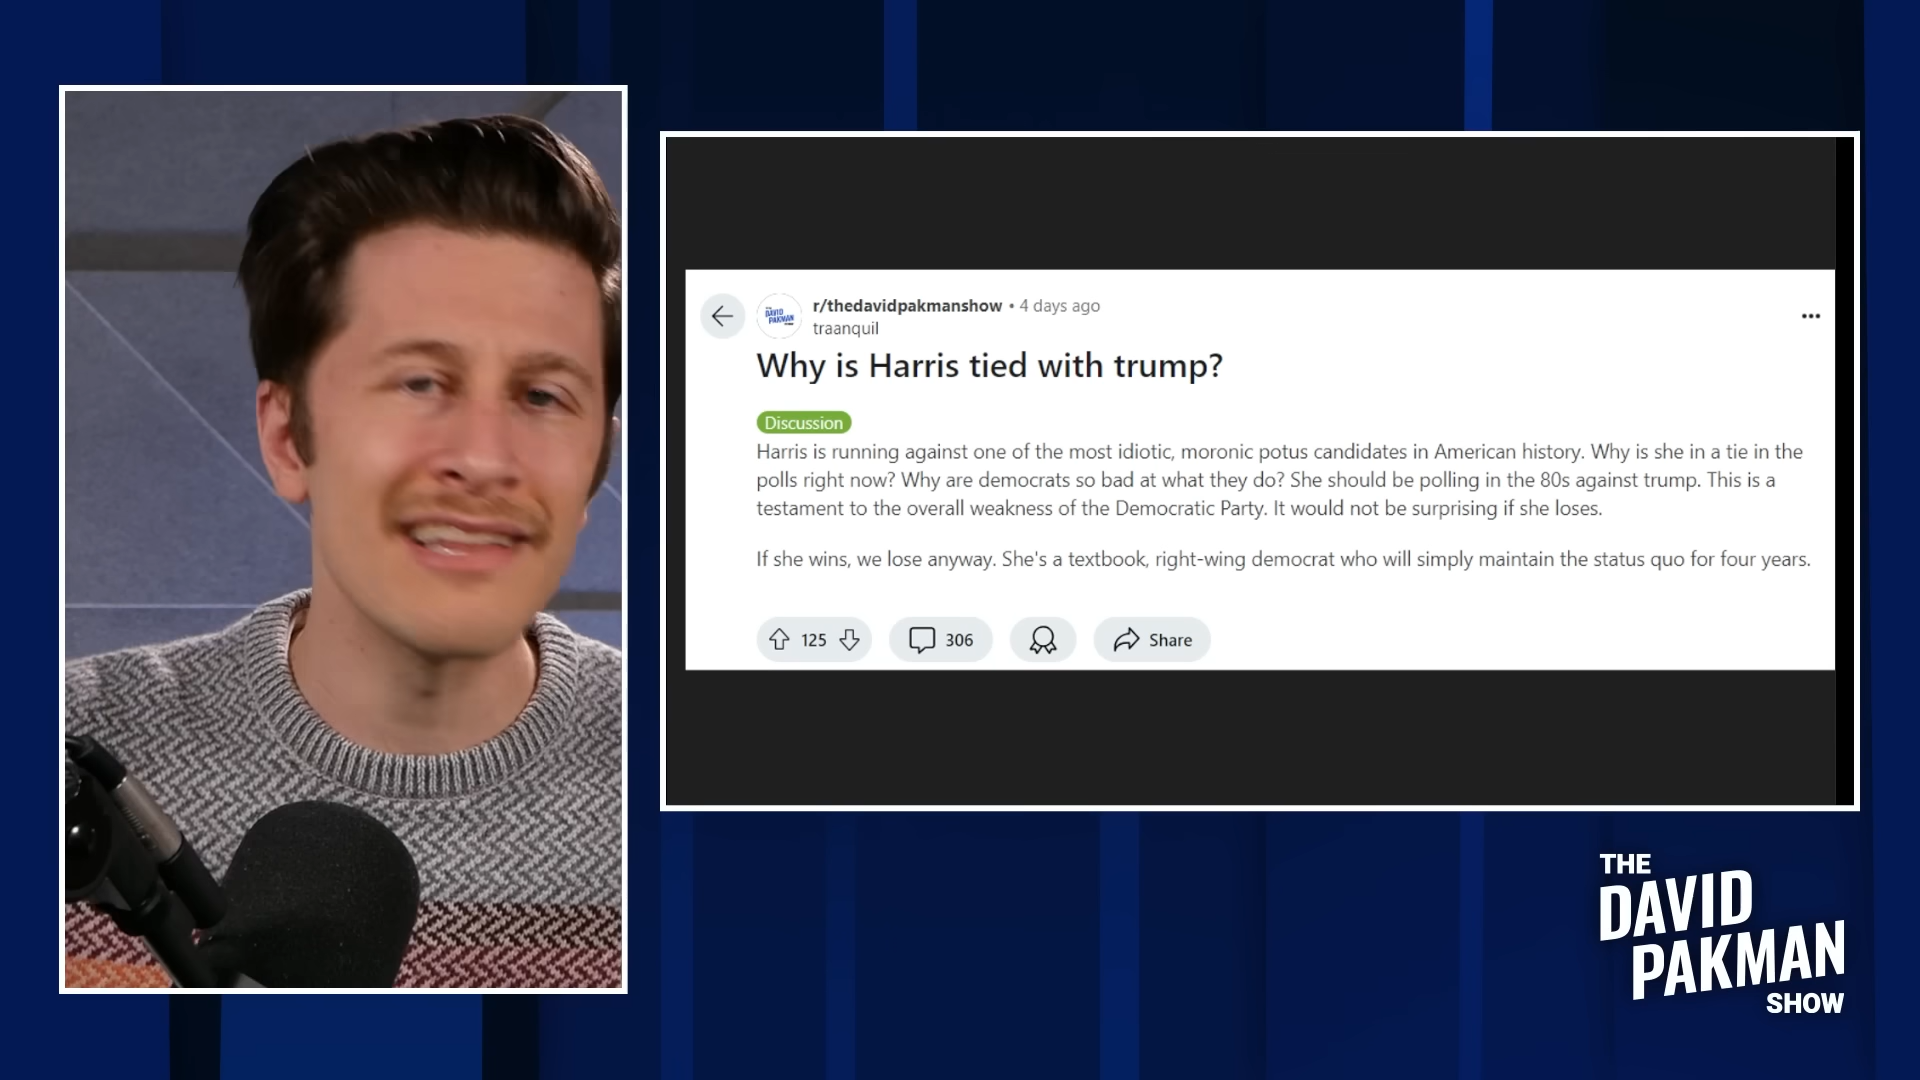 r/thedavidpakmanshow • 4 days ago
traanquil
Why is Harris tied with trump?
Discussion
Harris is running against one of the most idiotic, moronic potus candidates in American history. Why is she in a tie in the
polls right now? Why are democrats so bad at what they do? She should be polling in the 80s against trump. This is a
testament to the overall weakness of the Democratic Party. It would not be surprising if she loses.
If she wins, we lose anyway. She's a textbook, right-wing democrat who will simply maintain the status quo for four years.
125
306
Share
THE
DAVID
PAKMAN
SHOW